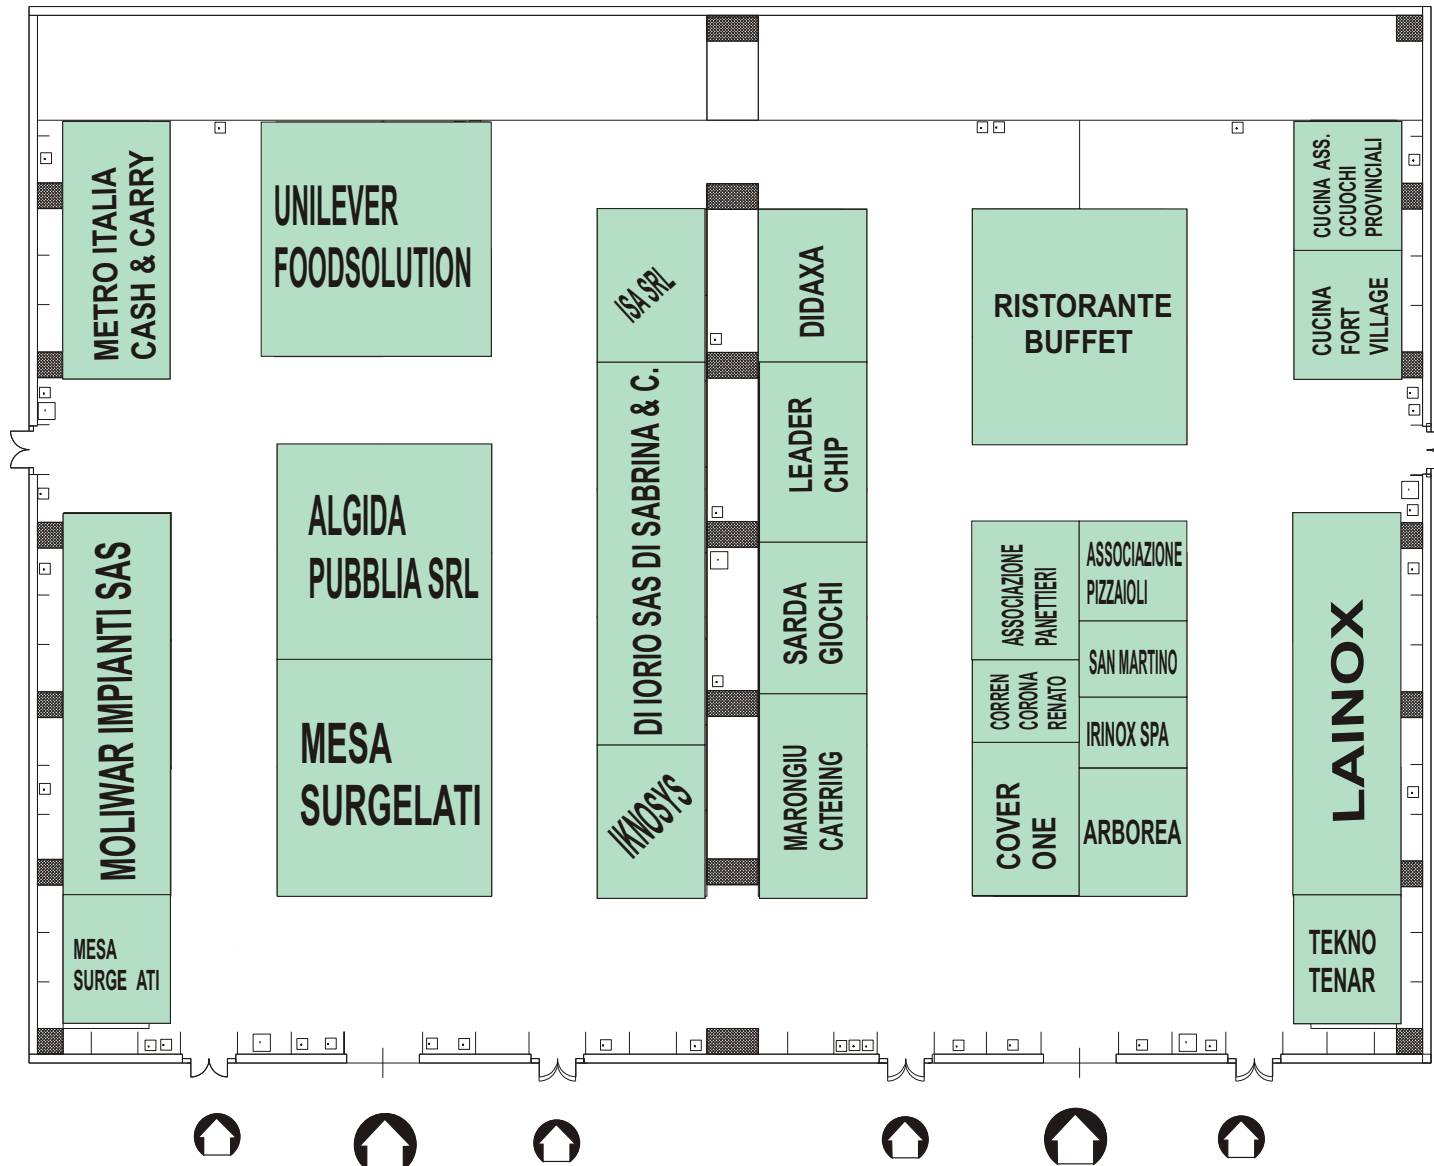 METRO ITALIA
CASH & CARRY
UNILEVER
FOODSOLUTION
ISA SRL
DIDAXA
RISTORANTE
BUFFET
CUCINA ASS.
CCUOCHI
PROVINCIALI
CUCINA
FORT
VILLAGE
ALGIDA
PUBBLIA SRL
DI IORIO SAS DI SABRINA & C.
LEADER
CHIP
MOLIWAR IMPIANTI SAS
MESA
SURGELATI
SARDA
GIOCHI
ASSOCIAZIONE
PANETTIERI
ASSOCIAZIONE
PIZZAIOLI
SAN MARTINO
CORREN
CORONA
RENATO
IRINOX SPA
LAINOX
IKNOSYS
MARONGIU
CATERING
COVER
ONE
ARBOREA
MESA
SURGE ATI
TEKNO
TENAR